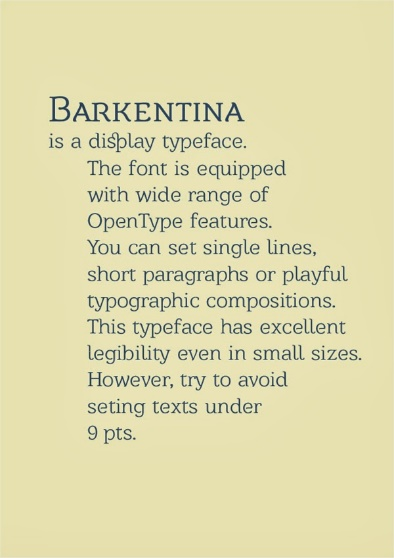 BARKENTINA
is a display typeface.
The font is equipped
with wide range of
OpenType features.
You can set single lines,
short paragraphs or playful
typographic compositions.
This typeface has excellent
legibility even in small sizes.
However, try to avoid
seting texts under
9 pts.